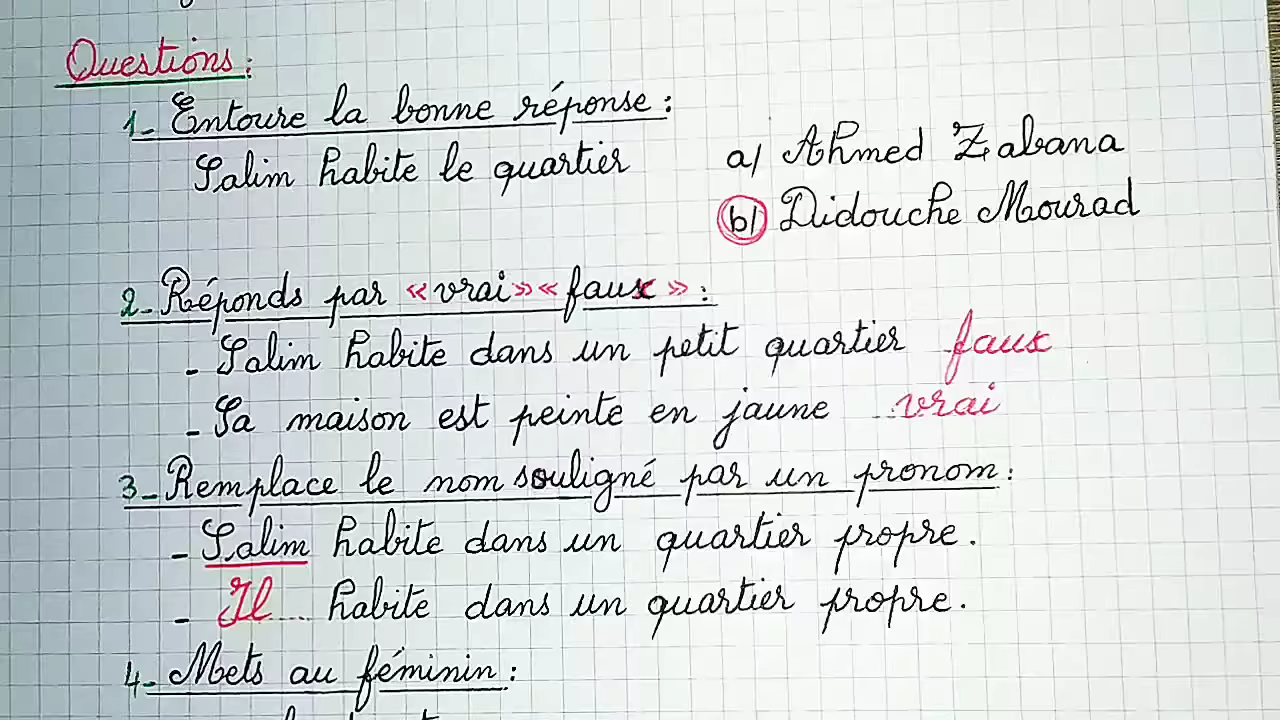 Questions:
1- Entoure la bonne réponse :
Salim habite le quartier a) Ahmed Zabana
b) Didouche Mourad
2- Réponds par « vrai » « faux » :
- Salim habite dans un petit quartier faux
- Sa maison est peinte en jaune ...vrai
3- Remplace le nom souligné par un pronom :
- Salim habite dans un quartier propre.
- Il .... habite dans un quartier propre.
4- Mets au féminin :